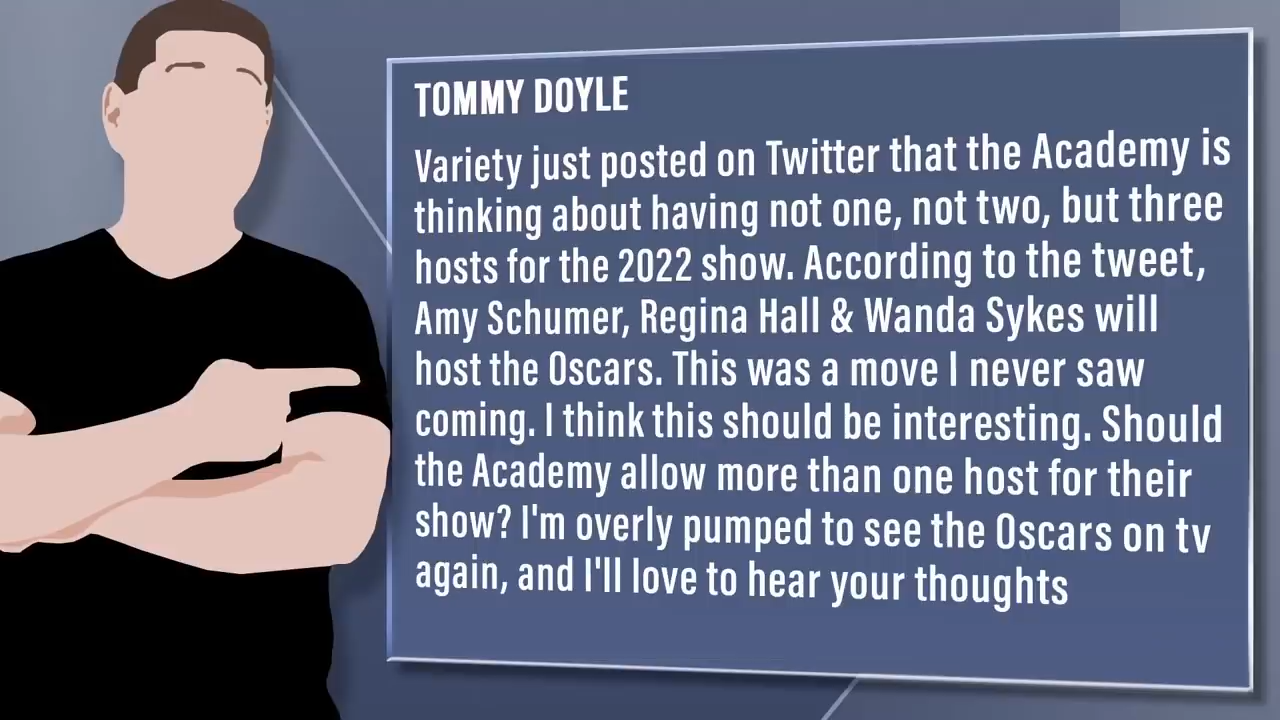 TOMMY DOYLE
Variety just posted on Twitter that the Academy is
thinking about having not one, not two, but three
hosts for the 2022 show. According to the tweet,
Amy Schumer, Regina Hall & Wanda Sykes will
host the Oscars. This was a move I never saw
coming. I think this should be interesting. Should
the Academy allow more than one host for their
show? I'm overly pumped to see the Oscars on tv
again, and I'll love to hear your thoughts